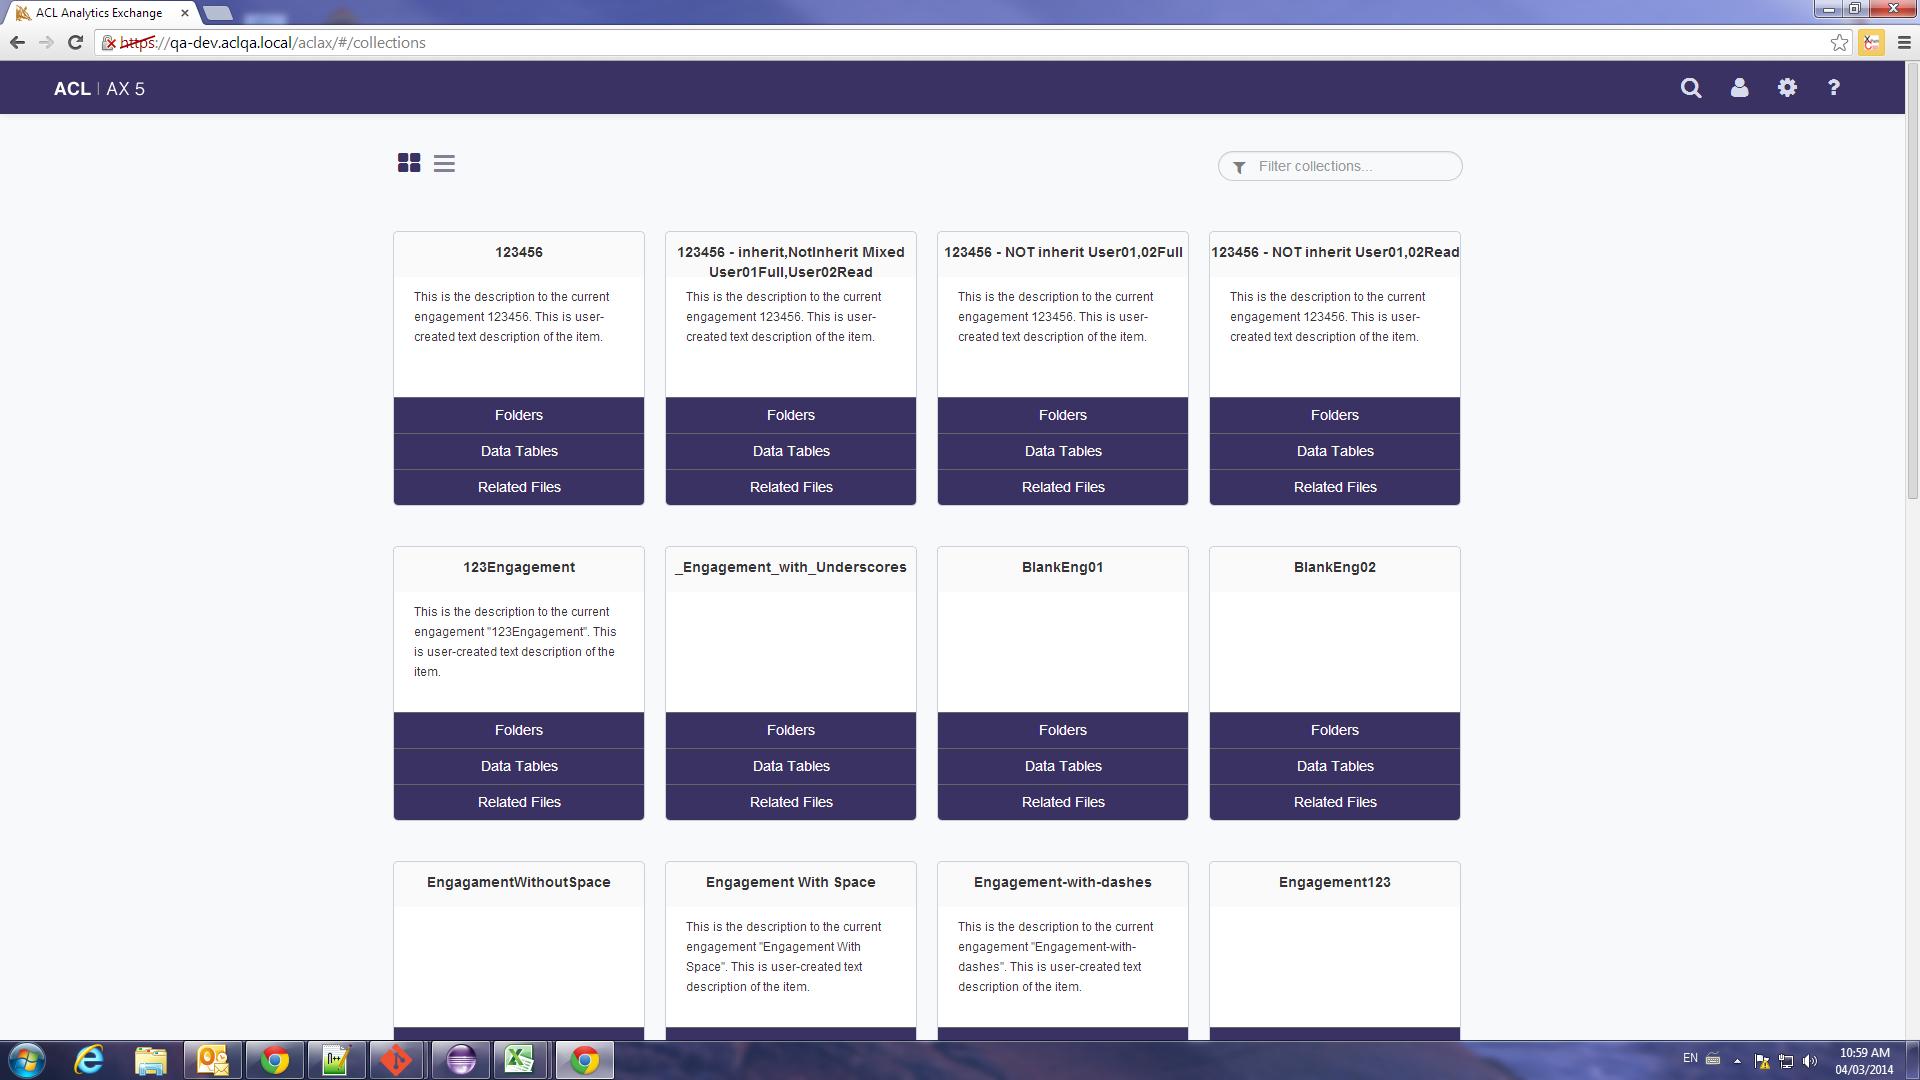 ACL Analytics Exchange
https://qa-dev.aclqa.local/aclax/#/collections
ACL | AX 5
?
Filter collections...
123456
This is the description to the current
engagement 123456. This is user-
created text description of the item.
Folders
Data Tables
Related Files
123456 - inherit,NotInherit Mixed
User01Full,User02Read
This is the description to the current
engagement 123456. This is user-
created text description of the item.
Folders
Data Tables
Related Files
123456 - NOT inherit User01,02Full
This is the description to the current
engagement 123456. This is user-
created text description of the item.
Folders
Data Tables
Related Files
123456 - NOT inherit User01,02Read
This is the description to the current
engagement 123456. This is user-
created text description of the item.
Folders
Data Tables
Related Files
123Engagement
This is the description to the current
engagement "123Engagement". This
is user-created text description of the
item.
Folders
Data Tables
Related Files
_Engagement_with_Underscores
Folders
Data Tables
Related Files
BlankEng01
Folders
Data Tables
Related Files
BlankEng02
Folders
Data Tables
Related Files
EngagamentWithoutSpace
Engagement With Space
This is the description to the current
engagement "Engagement With
Space". This is user-created text
description of the item.
Engagement-with-dashes
This is the description to the current
engagement "Engagement-with-
dashes". This is user-created text
description of the item.
Engagement123
EN
10:59 AM
04/03/2014